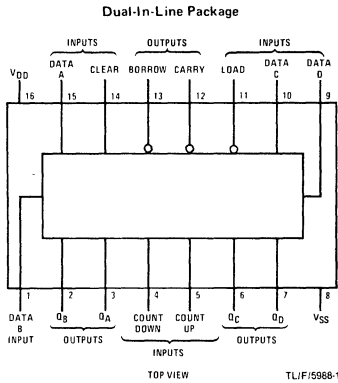 Dual-In-Line Package
INPUTS OUTPUTS INPUTS
VDD DATA A CLEAR BORROW CARRY LOAD DATA C DATA D
16 15 14 13 12 11 10 9
1 2 3 4 5 6 7 8
DATA B INPUT QB QA COUNT DOWN COUNT UP QC QD VSS
OUTPUTS INPUTS OUTPUTS
TOP VIEW
TL/F/5988-1